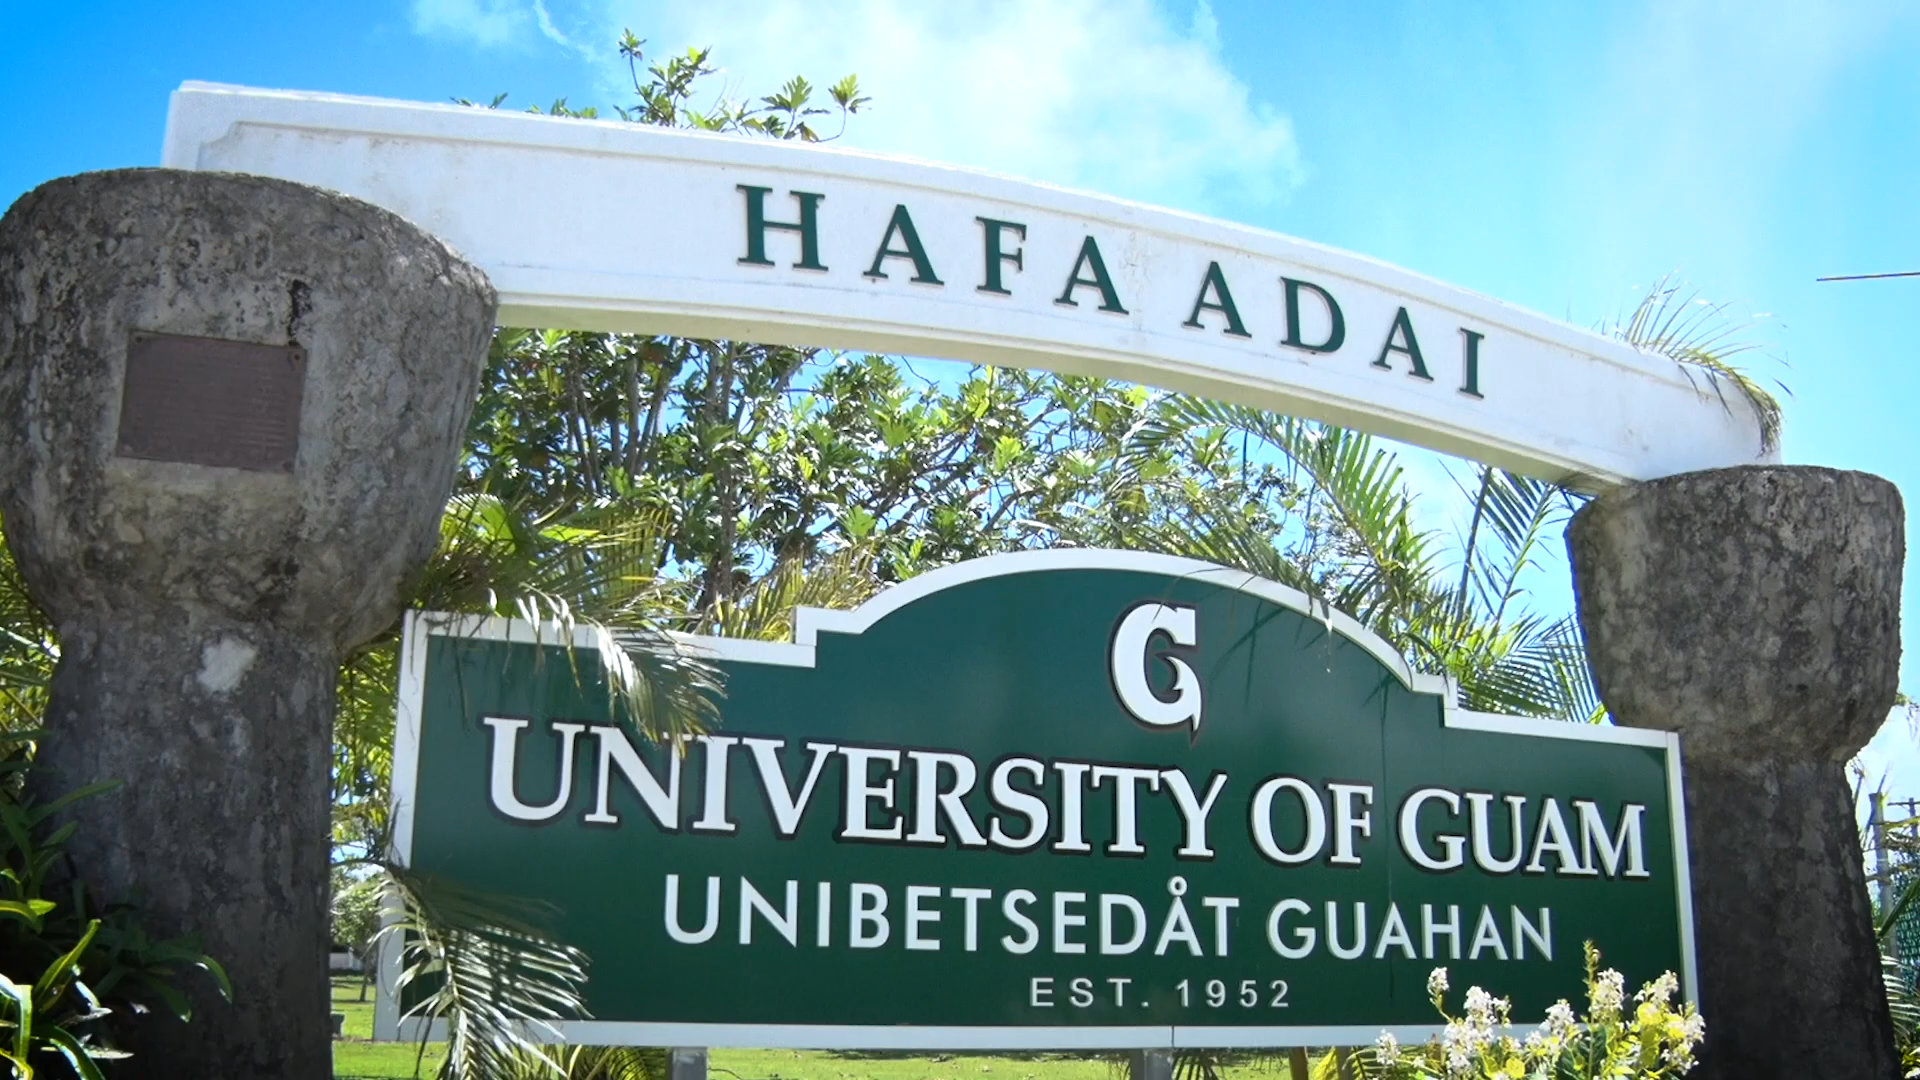 HAFA ADAI
G
UNIVERSITY OF GUAM
UNIBETSEDÅT GUAHAN
EST. 1952